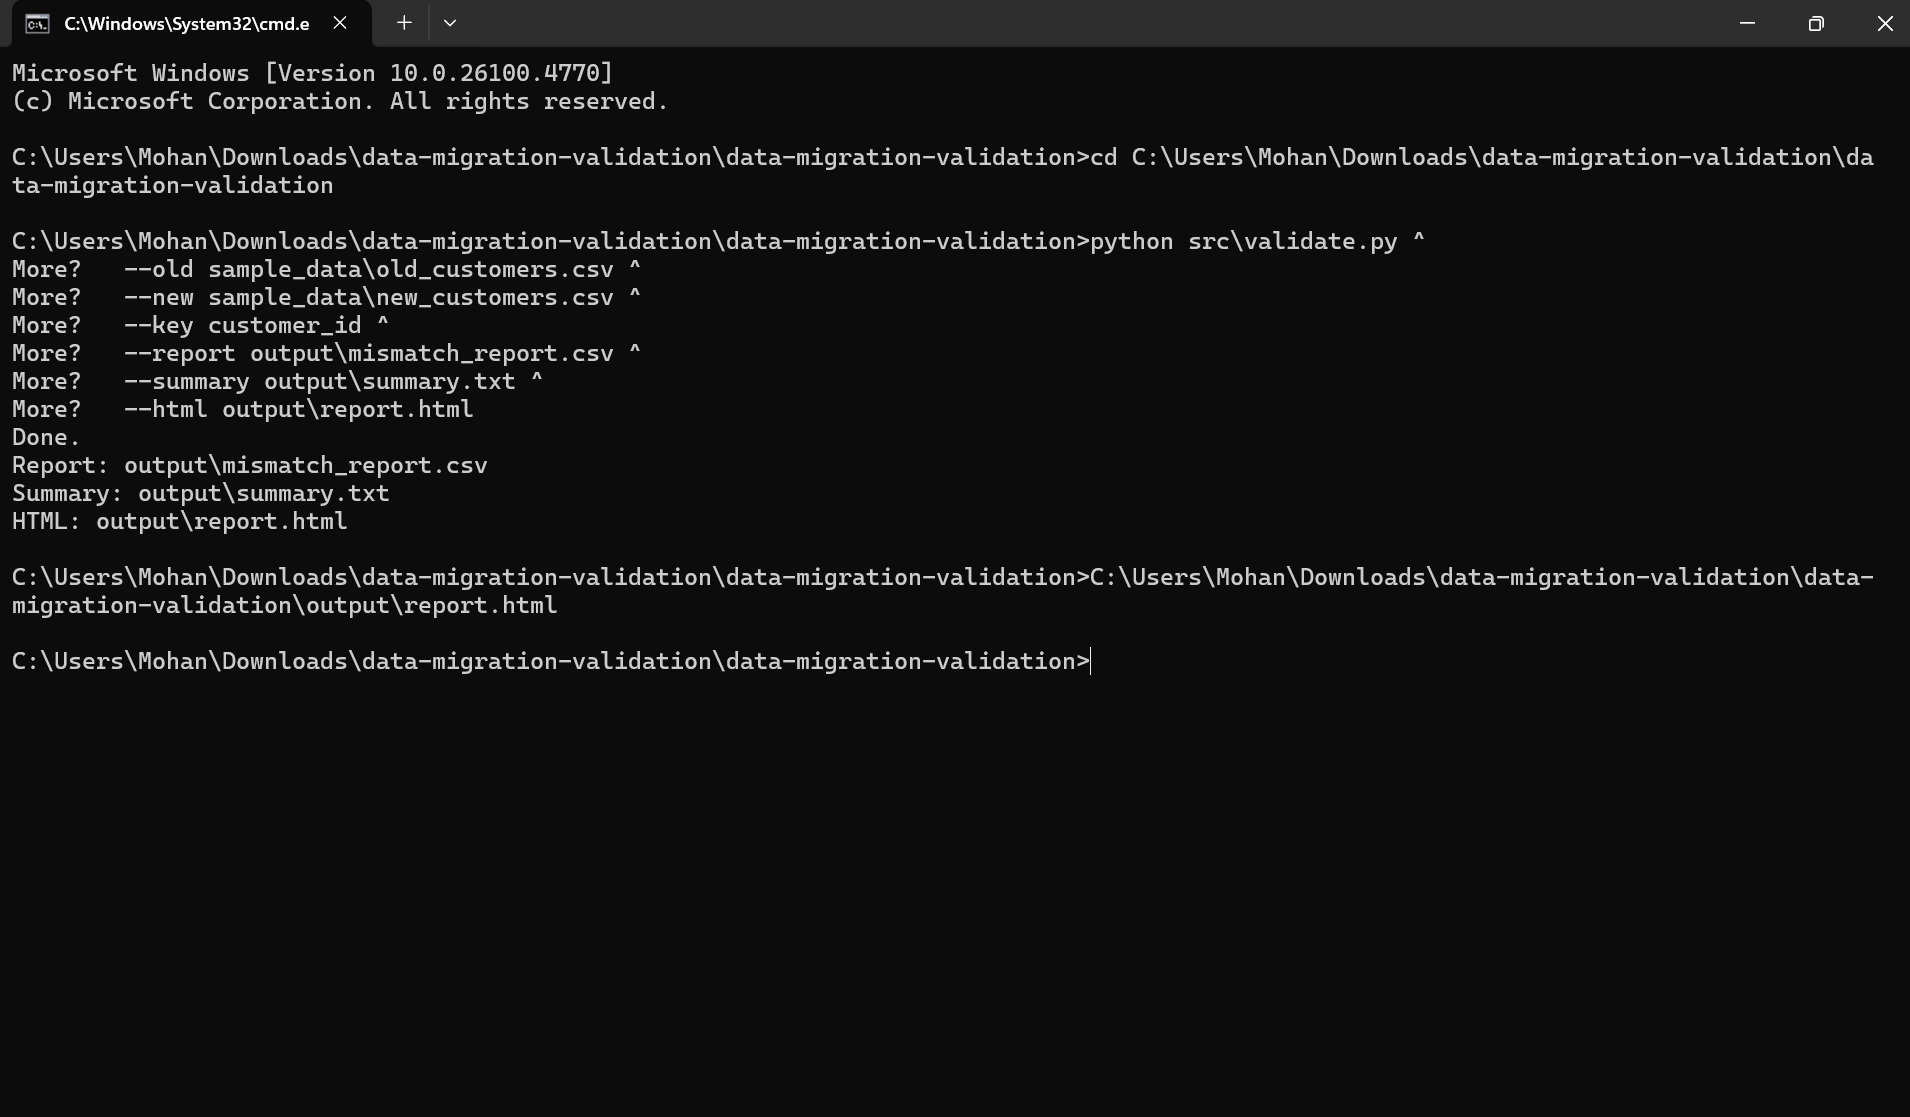 C:\Windows\System32\cmd.e
Microsoft Windows [Version 10.0.26100.4770]
(c) Microsoft Corporation. All rights reserved.
C:\Users\Mohan\Downloads\data-migration-validation\data-migration-validation>cd C:\Users\Mohan\Downloads\data-migration-validation\da
ta-migration-validation
C:\Users\Mohan\Downloads\data-migration-validation\data-migration-validation>python src\validate.py ^
More?   --old sample_data\old_customers.csv ^
More?   --new sample_data\new_customers.csv ^
More?   --key customer_id ^
More?   --report output\mismatch_report.csv ^
More?   --summary output\summary.txt ^
More?   --html output\report.html
Done.
Report: output\mismatch_report.csv
Summary: output\summary.txt
HTML: output\report.html
C:\Users\Mohan\Downloads\data-migration-validation\data-migration-validation>C:\Users\Mohan\Downloads\data-migration-validation\data-
migration-validation\output\report.html
C:\Users\Mohan\Downloads\data-migration-validation\data-migration-validation>